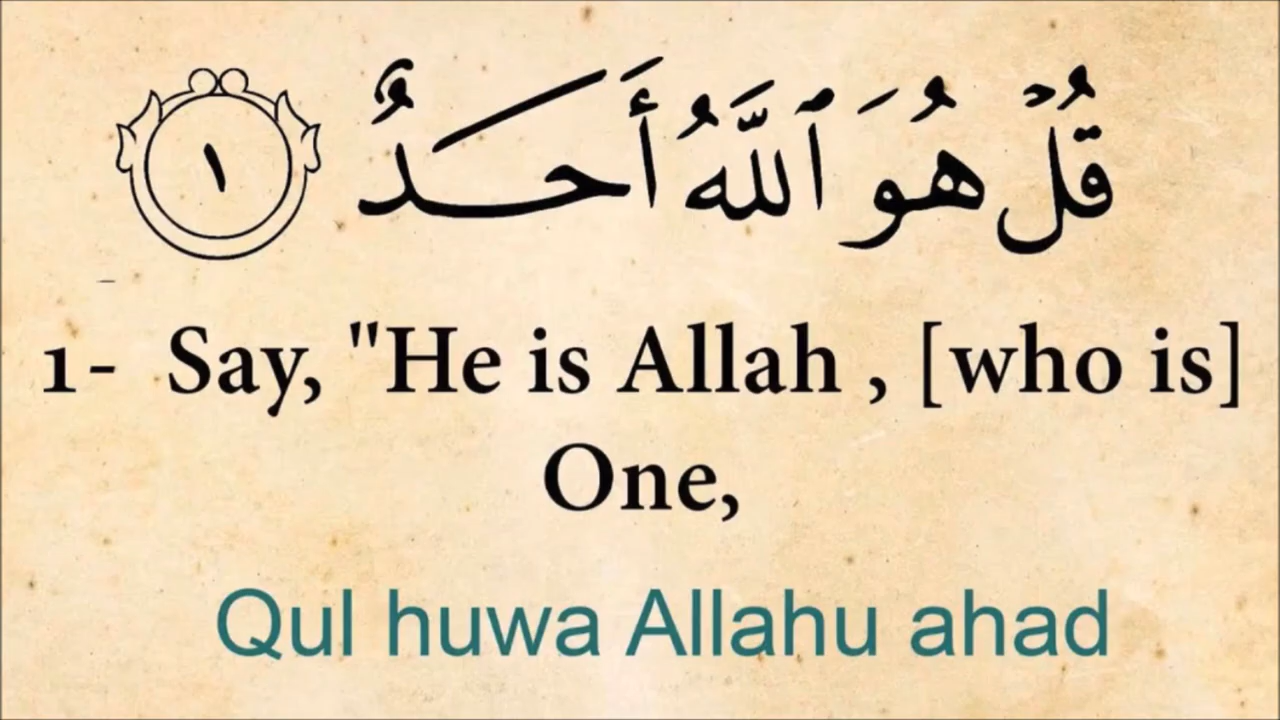 قُلْ هُوَ ٱللَّهُ أَحَدٌ ١
1- Say, "He is Allah , [who is]
One,
Qul huwa Allahu ahad